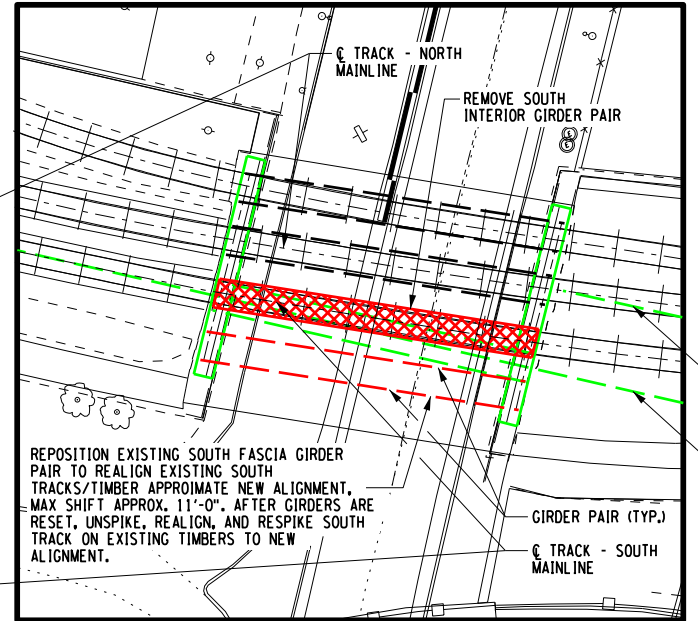 ℄ TRACK - NORTH
MAINLINE
REMOVE SOUTH
INTERIOR GIRDER PAIR
E
E
REPOSITION EXISTING SOUTH FASCIA GIRDER
PAIR TO REALIGN EXISTING SOUTH
TRACKS/TIMBER APPROIMATE NEW ALIGNMENT,
MAX SHIFT APPROX. 11'-0". AFTER GIRDERS ARE
RESET, UNSPIKE, REALIGN, AND RESPIKE SOUTH
TRACK ON EXISTING TIMBERS TO NEW
ALIGNMENT.
GIRDER PAIR (TYP.)
℄ TRACK - SOUTH
MAINLINE